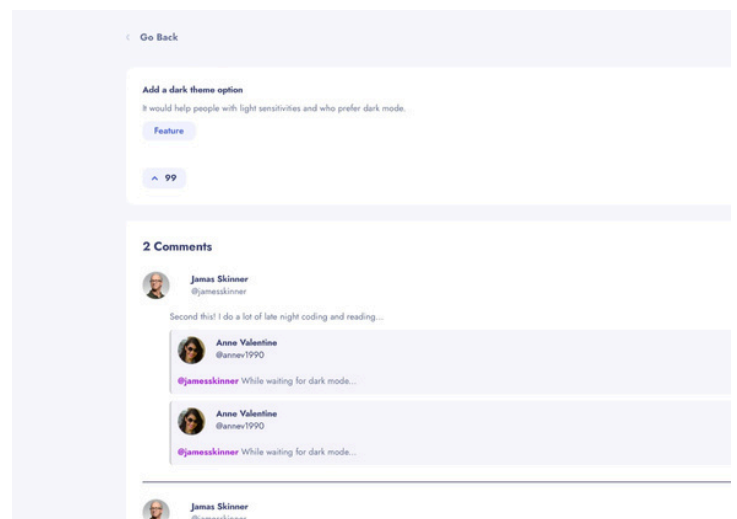 Go Back
Add a dark theme option
It would help people with light sensitivities and who prefer dark mode.
Feature
99
2 Comments
Jamas Skinner
@jamesskinner
Second this! I do a lot of late night coding and reading...
Anne Valentine
@annev1990
@jamesskinner While waiting for dark mode...
Anne Valentine
@annev1990
@jamesskinner While waiting for dark mode...
Jamas Skinner
@jamesskinner